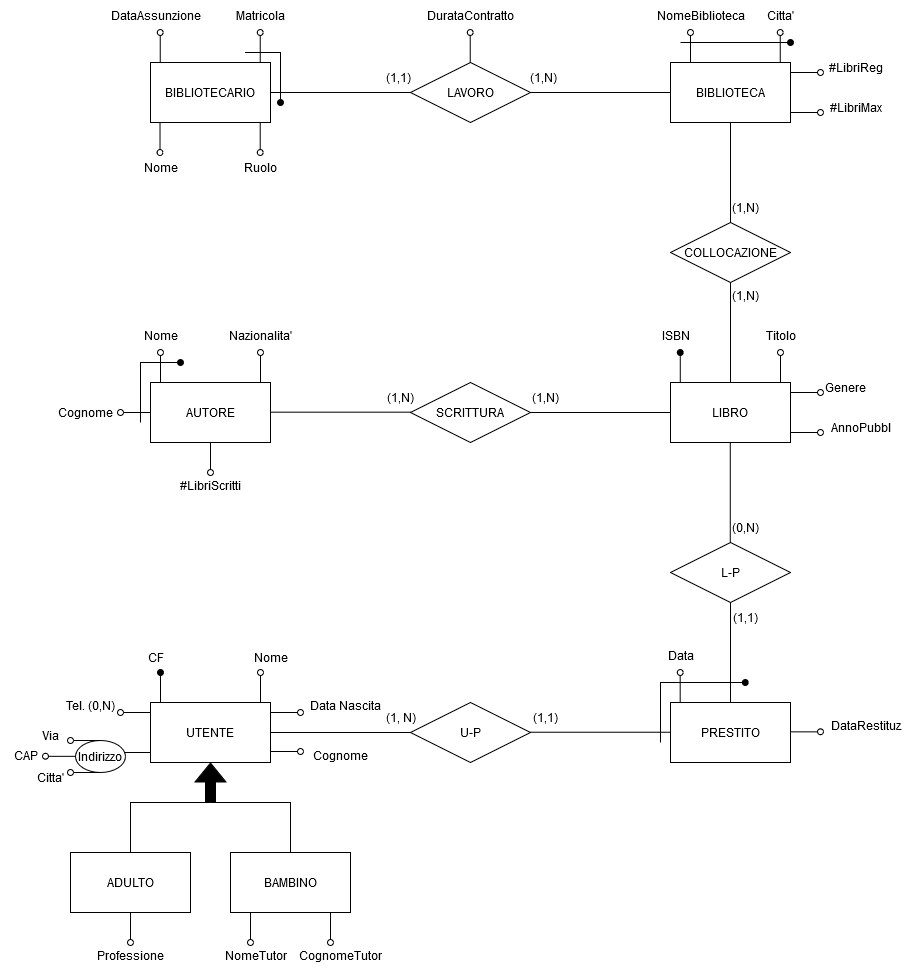 DataAssunzione
Matricola
DurataContratto
NomeBiblioteca
Citta'
BIBLIOTECARIO
(1,1)
LAVORO
(1,N)
BIBLIOTECA
#LibriReg
#LibriMax
Nome
Ruolo
(1,N)
COLLOCAZIONE
(1,N)
Nome
Nazionalita'
ISBN
Titolo
Cognome
AUTORE
(1,N)
SCRITTURA
(1,N)
LIBRO
Genere
AnnoPubbl
#LibriScritti
(0,N)
L-P
(1,1)
CF
Nome
Data
Tel. (0,N)
Data Nascita
UTENTE
(1, N)
U-P
(1,1)
PRESTITO
DataRestituz
Via
CAP
Indirizzo
Citta'
Cognome
ADULTO
BAMBINO
Professione
NomeTutor
CognomeTutor